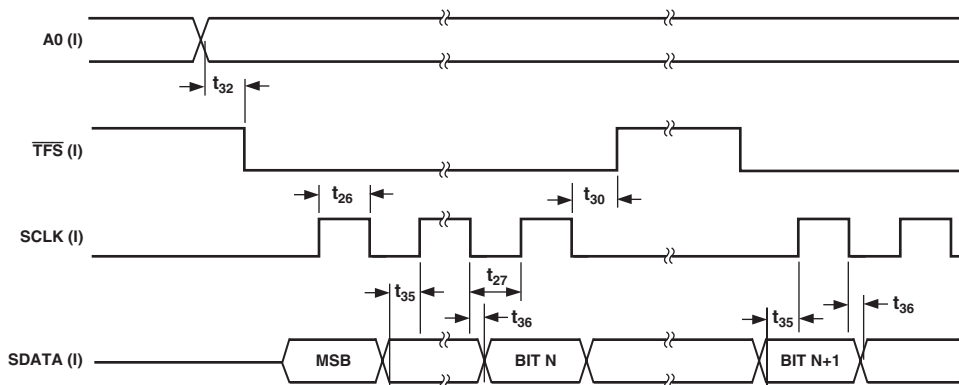 A0 (I)
t32
TFS (I)
t26
t30
SCLK (I)
t27
t35
t36
t35
t36
SDATA (I)
MSB
BIT N
BIT N+1